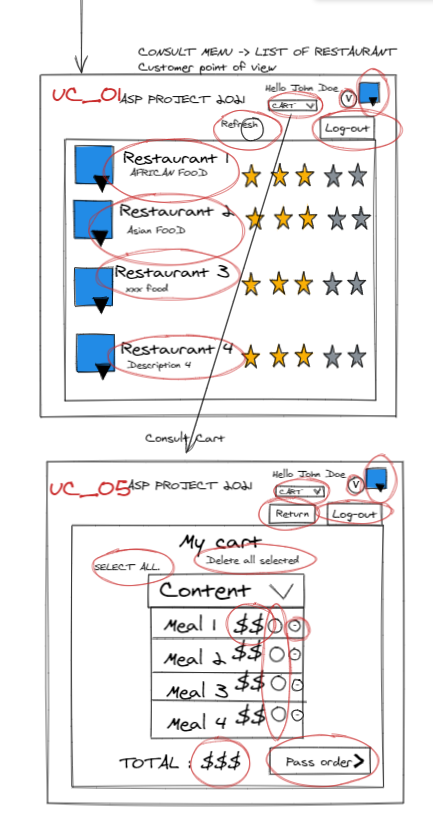 CONSULT MENU -> LIST OF RESTAURANT
Customer point of view
UC_01
ASP PROJECT 2021
Hello John Doe
CART V
V
Refresh
Log-out
Restaurant 1
AFRICAN FOOD
Restaurant 2
Asian FOOD
Restaurant 3
xxx food
Restaurant 4
Description 4
Consult Cart
UC_05
ASP PROJECT 2021
Hello John Doe
CART V
V
Return
Log-out
My cart
SELECT ALL.
Delete all selected
Content
Meal 1 $$
Meal 2 $$
Meal 3 $$
Meal 4 $$
TOTAL : $$$
Pass order >